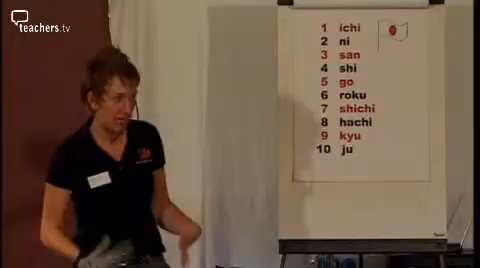 teachers.tv
1 ichi
2 ni
3 san
4 shi
5 go
6 roku
7 shichi
8 hachi
9 kyu
10 ju